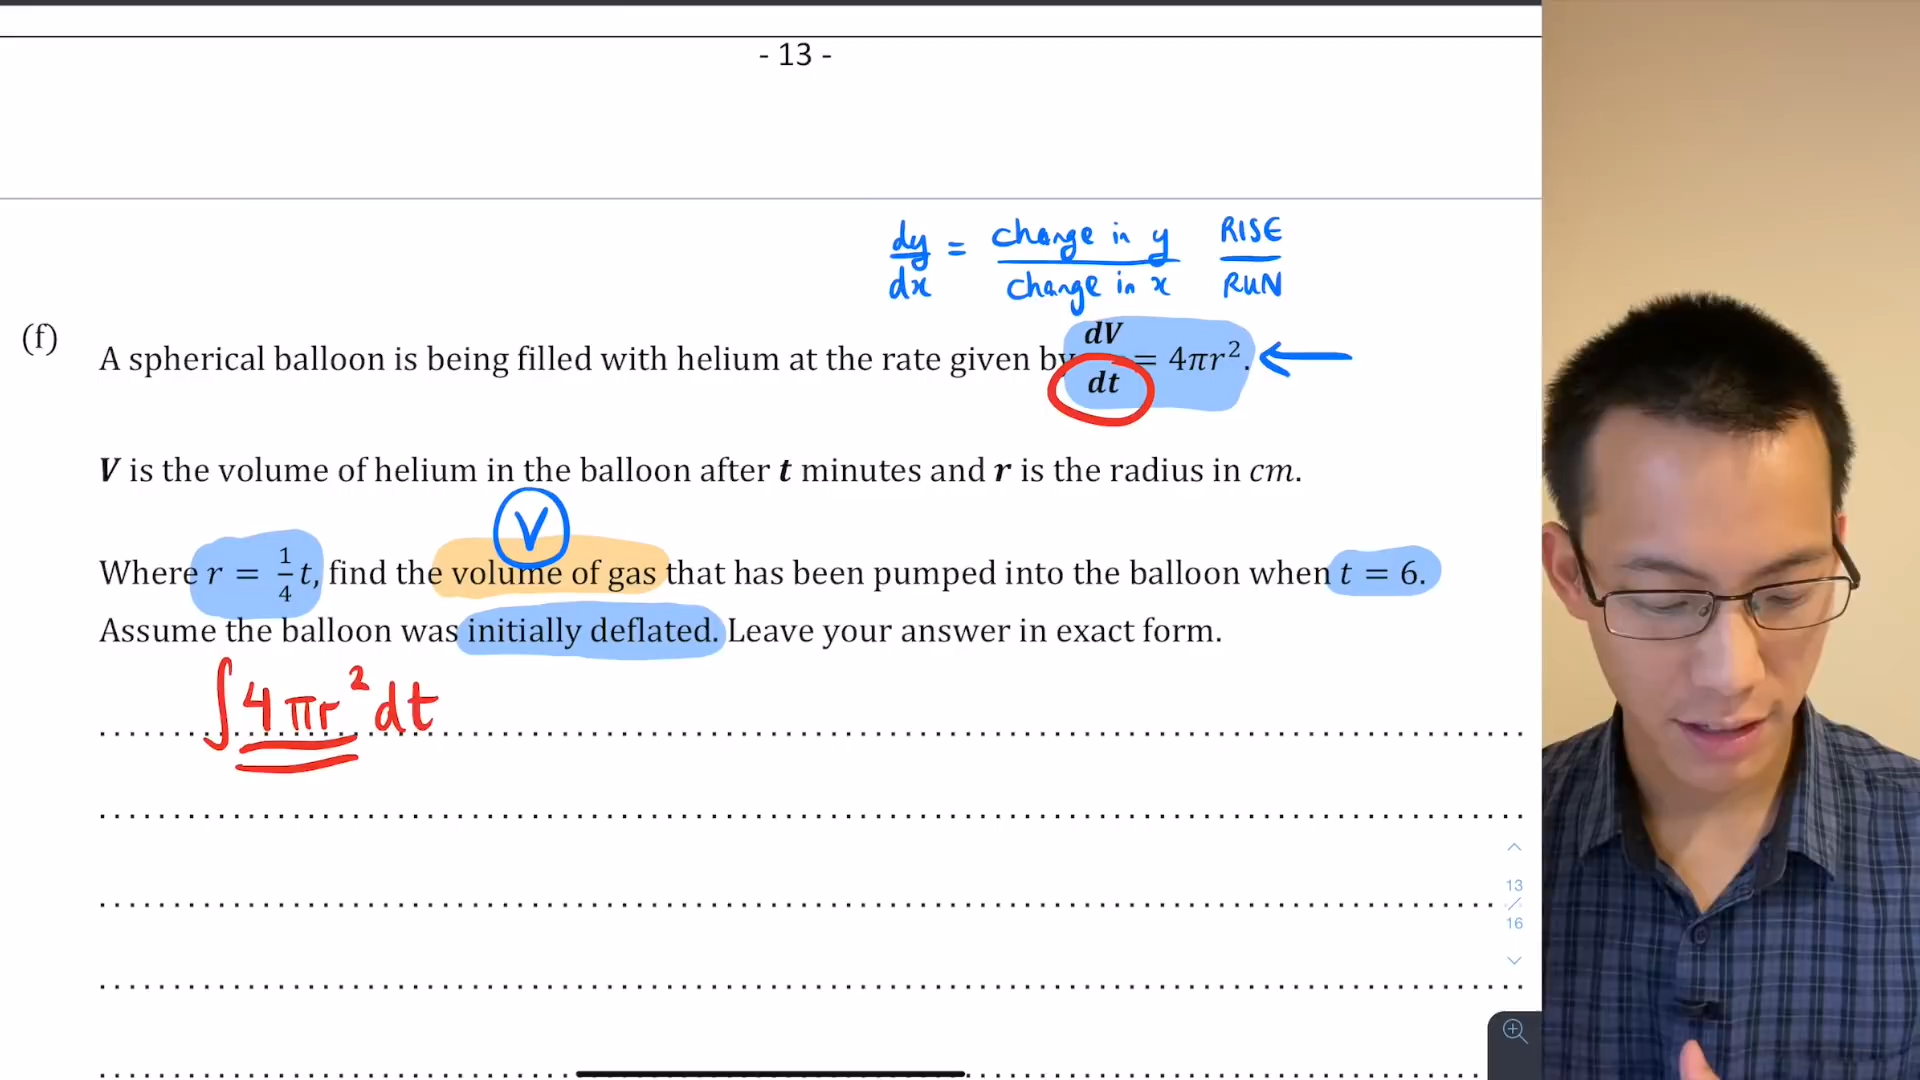 - 13 -
dy/dx = change in y/change in x RISE/RUN
(f)
A spherical balloon is being filled with helium at the rate given by dV/dt = 4πr².
V is the volume of helium in the balloon after t minutes and r is the radius in cm.
V
Where r = 1/4 t, find the volume of gas that has been pumped into the balloon when t = 6.
Assume the balloon was initially deflated. Leave your answer in exact form.
∫4πr² dt
13
/
16